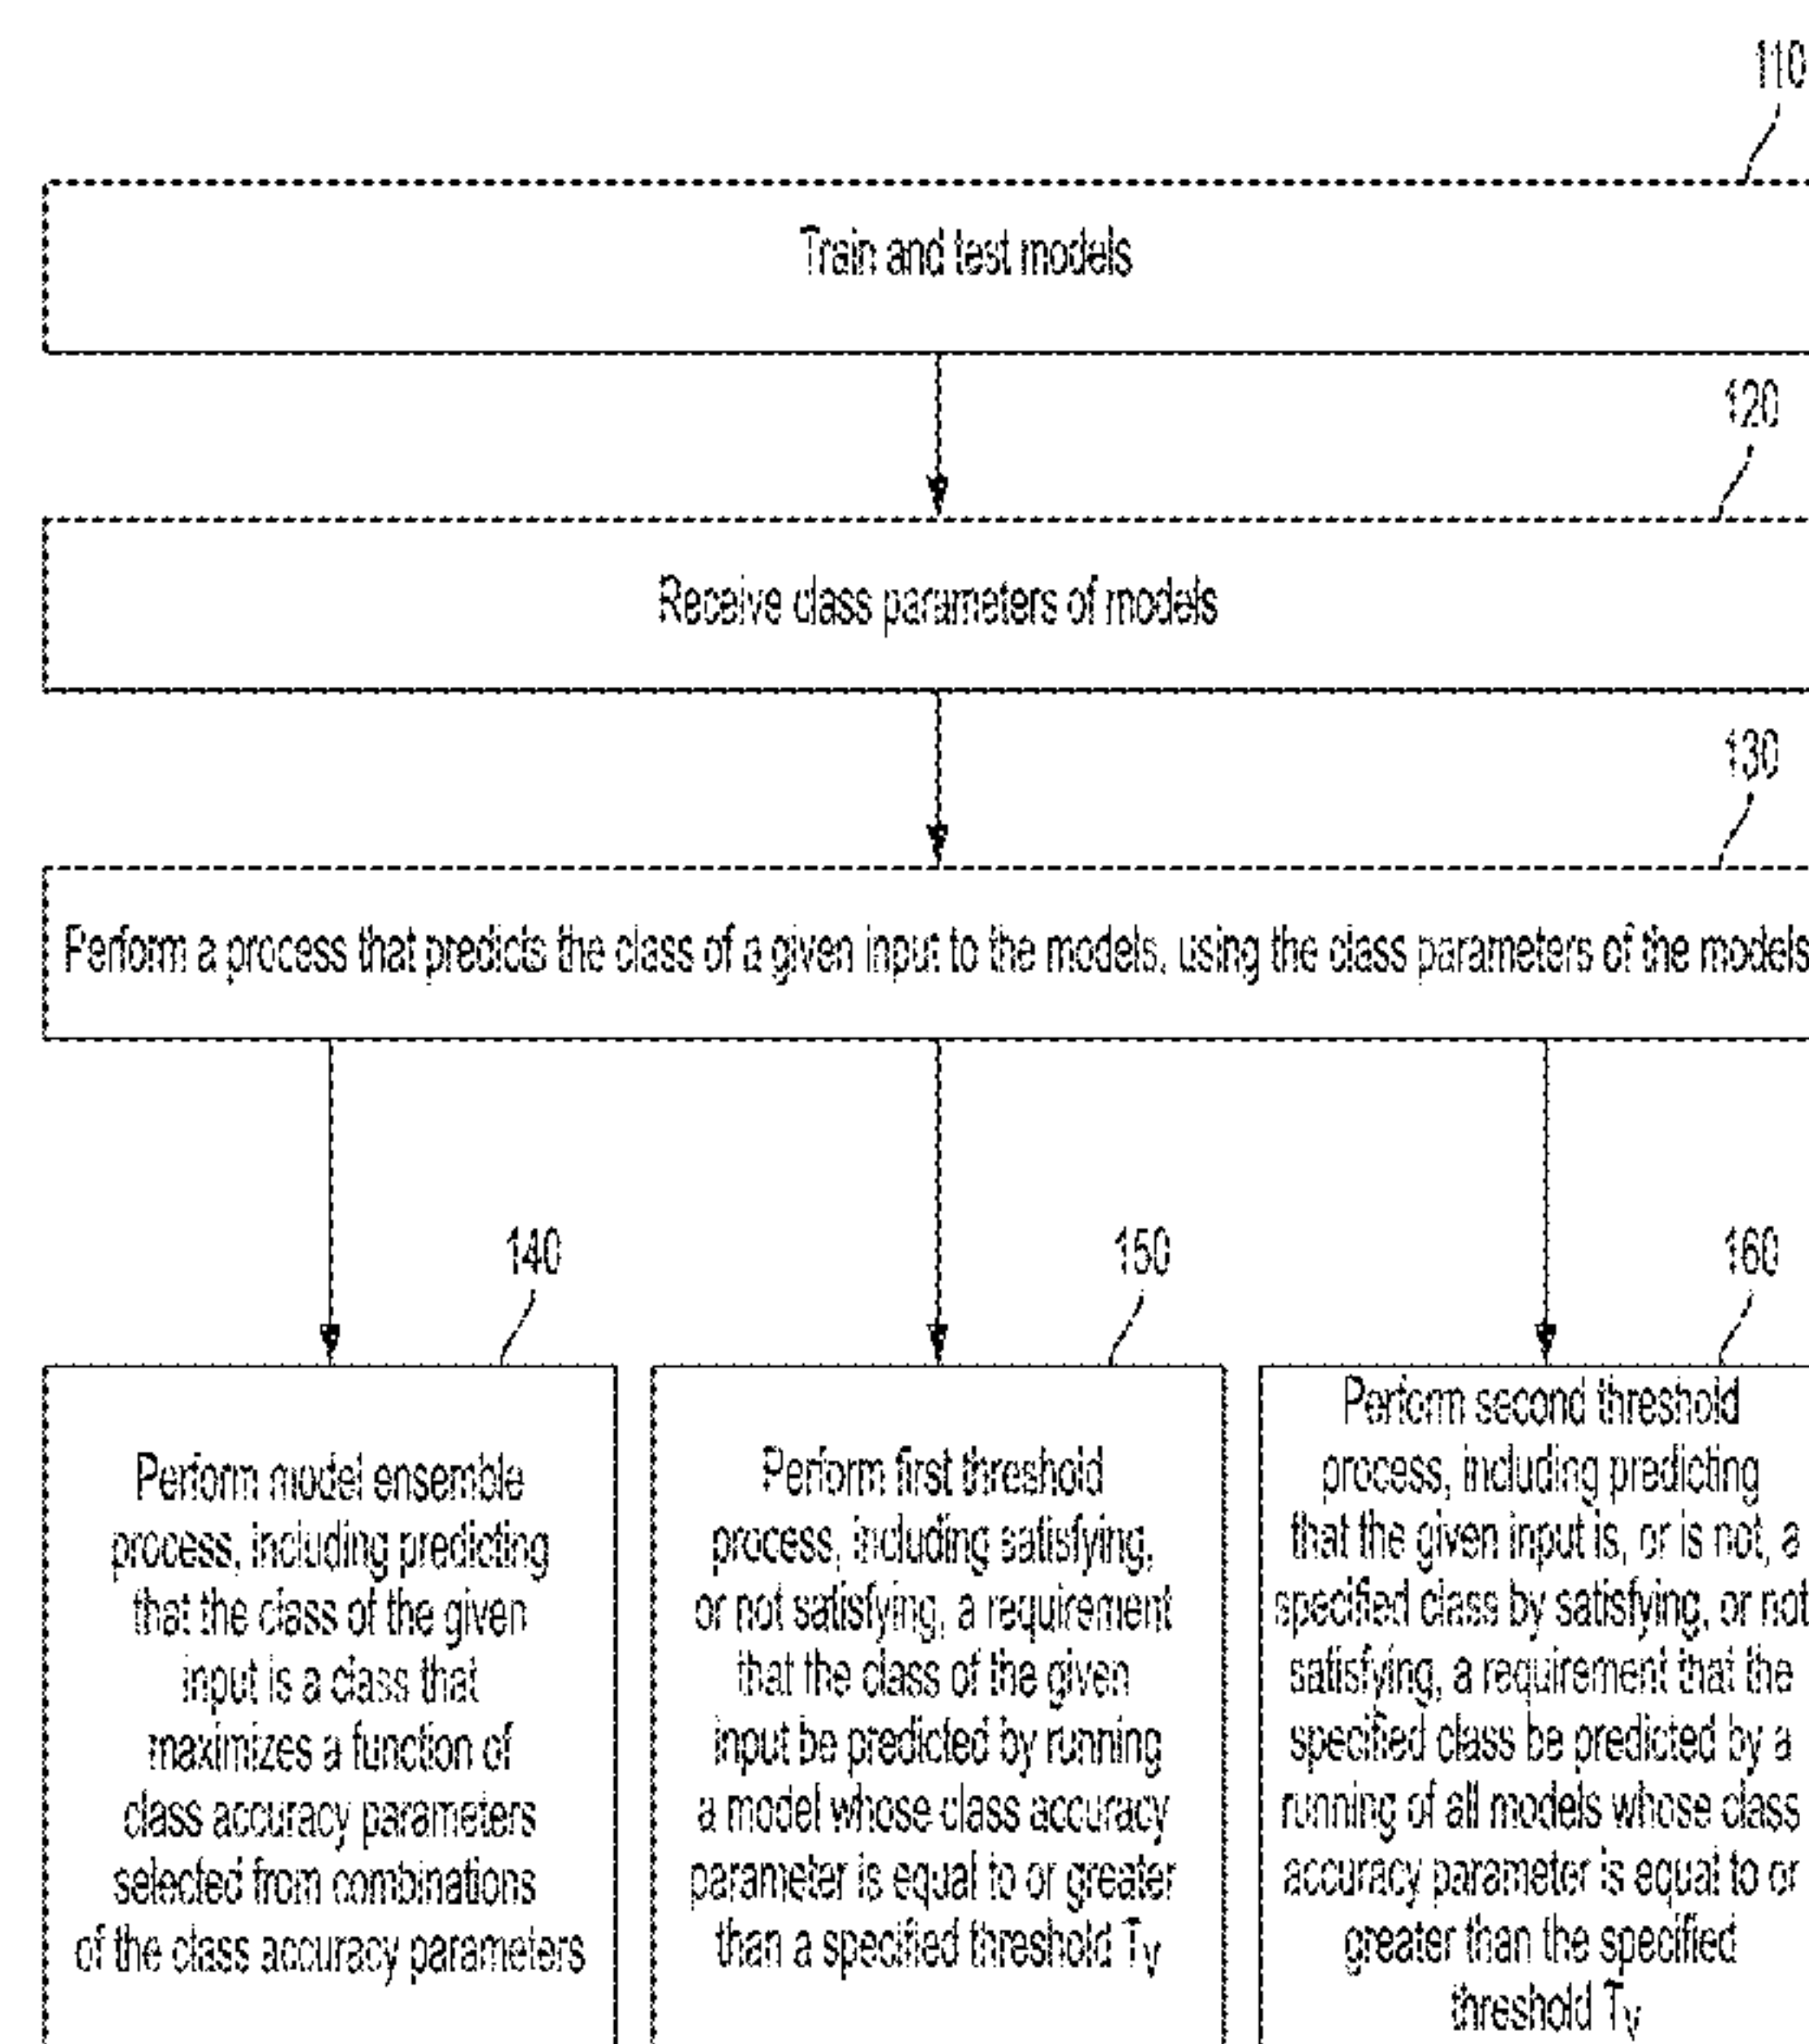 110
Train and test models
120
Receive class parameters of models
130
Perform a process that predicts the class of a given input to the models, using the class parameters of the models
140
Perform model ensemble
process, including predicting
that the class of the given
input is a class that
maximizes a function of
class accuracy parameters
selected from combinations
of the class accuracy parameters
150
Perform first threshold
process, including satisfying,
or not satisfying, a requirement
that the class of the given
input be predicted by running
a model whose class accuracy
parameter is equal to or greater
than a specified threshold Tv
160
Perform second threshold
process, including predicting
that the given input is, or is not, a
specified class by satisfying, or not
satisfying, a requirement that the
specified class be predicted by a
running of all models whose class
accuracy parameter is equal to or
greater than the specified
threshold Tv